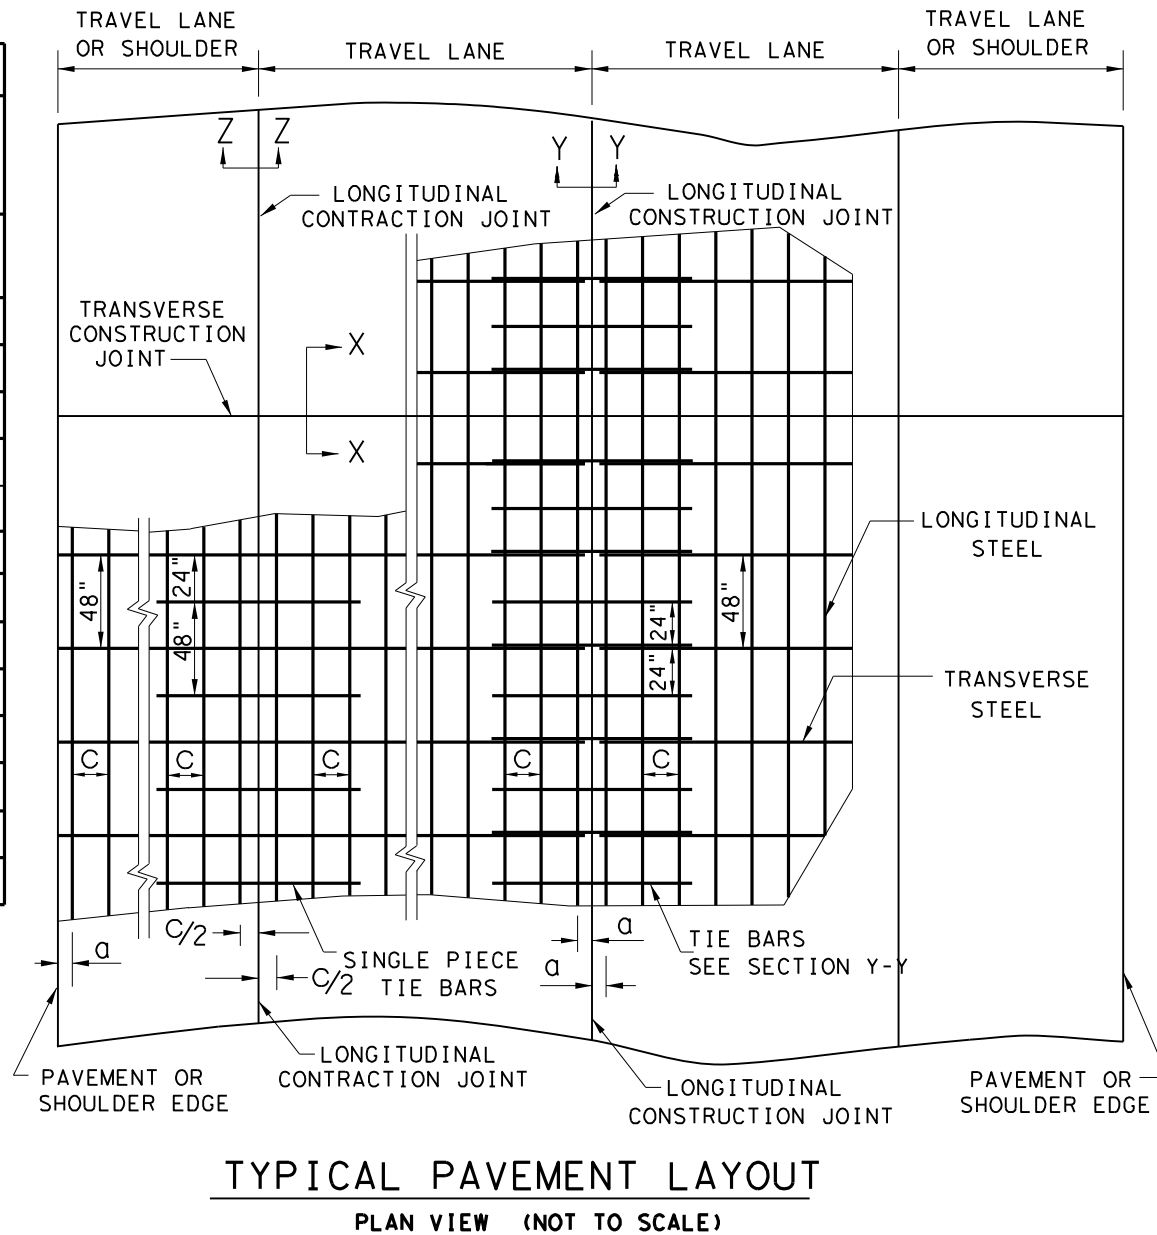 TRAVEL LANE
OR SHOULDER
TRAVEL LANE
TRAVEL LANE
TRAVEL LANE
OR SHOULDER
Z Z
Y Y
LONGITUDINAL
CONTRACTION JOINT
LONGITUDINAL
CONSTRUCTION JOINT
TRANSVERSE
CONSTRUCTION
JOINT
X
X
LONGITUDINAL
STEEL
48"
24"
48"
24"
24"
48"
TRANSVERSE
STEEL
C
C
C
C
C
C/2
a
C/2
SINGLE PIECE
TIE BARS
a
a
TIE BARS
SEE SECTION Y-Y
LONGITUDINAL
CONTRACTION JOINT
PAVEMENT OR
SHOULDER EDGE
LONGITUDINAL
CONSTRUCTION JOINT
PAVEMENT OR
SHOULDER EDGE
TYPICAL PAVEMENT LAYOUT
PLAN VIEW (NOT TO SCALE)